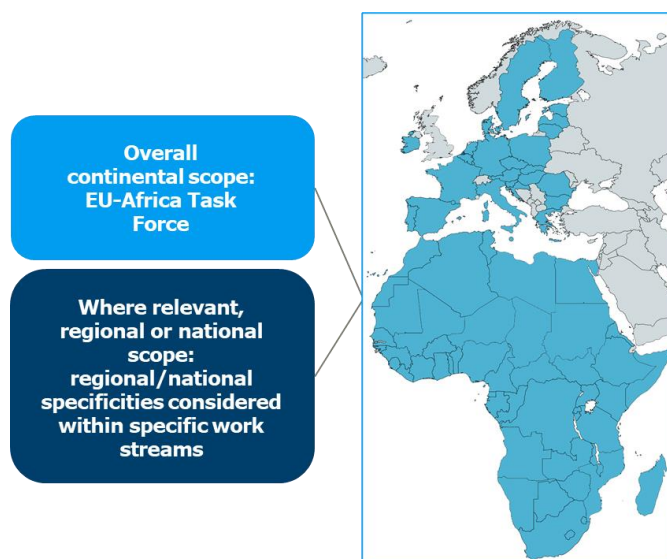 Overall
continental scope:
EU-Africa Task
Force
Where relevant,
regional or national
scope:
regional/national
specificities considered
within specific work
streams